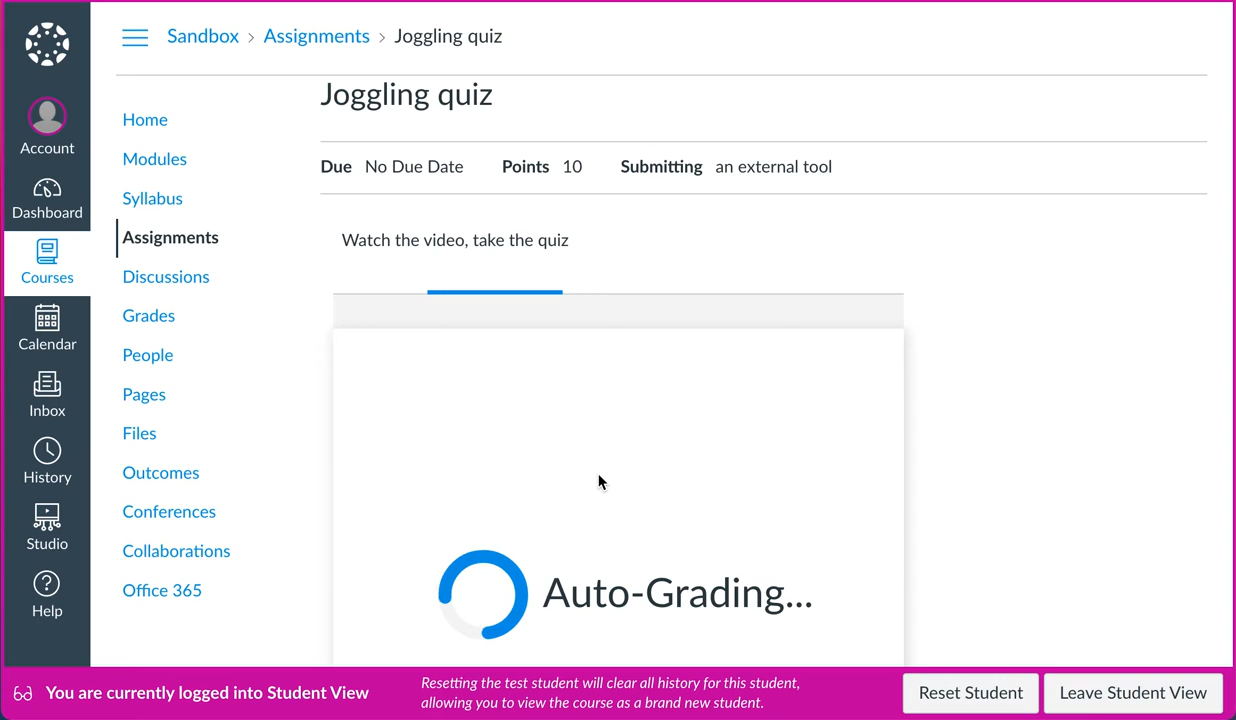 Sandbox > Assignments > Joggling quiz
Account
Dashboard
Courses
Calendar
Inbox
History
Studio
Help
Home
Modules
Syllabus
Assignments
Discussions
Grades
People
Pages
Files
Outcomes
Conferences
Collaborations
Office 365
Joggling quiz
Due No Due Date Points 10 Submitting an external tool
Watch the video, take the quiz
Auto-Grading...
You are currently logged into Student View
Resetting the test student will clear all history for this student,
allowing you to view the course as a brand new student.
Reset Student
Leave Student View